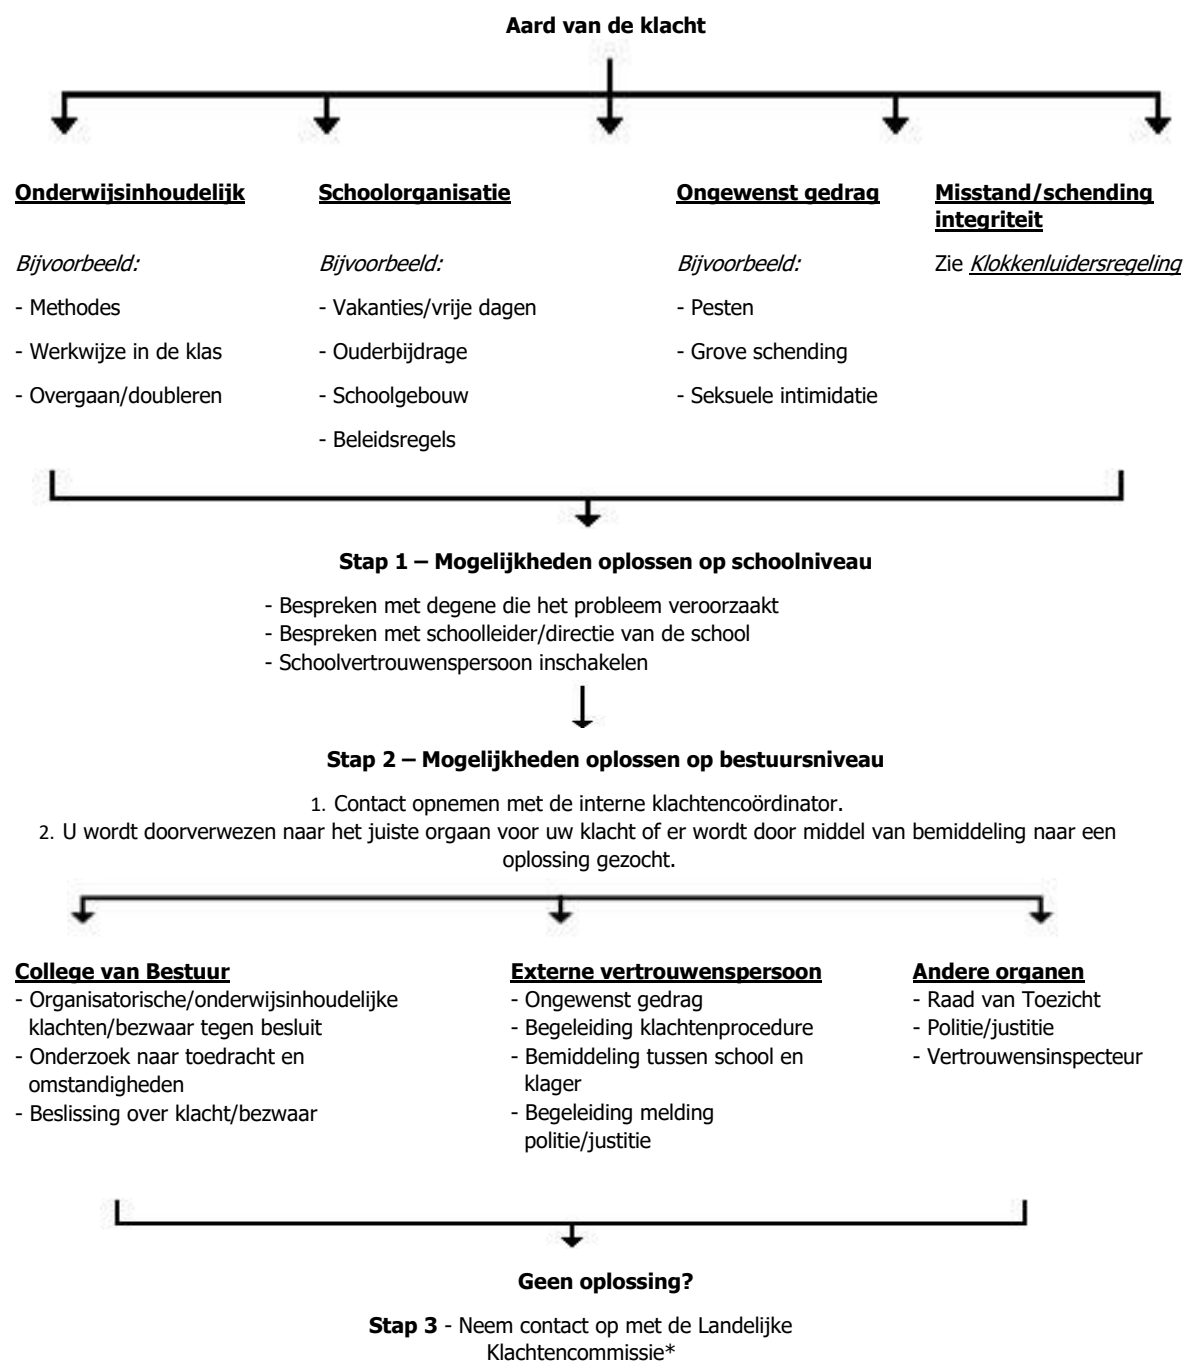 Aard van de klacht
Onderwijsinhoudelijk
Bijvoorbeeld:
- Methodes
- Werkwijze in de klas
- Overgaan/doubleren
Schoolorganisatie
Bijvoorbeeld:
- Vakanties/vrije dagen
- Ouderbijdrage
- Schoolgebouw
- Beleidsregels
Ongewenst gedrag
Bijvoorbeeld:
- Pesten
- Grove schending
- Seksuele intimidatie
Misstand/schending
integriteit
Zie Klokkenluidersregeling
Stap 1 – Mogelijkheden oplossen op schoolniveau
- Bespreken met degene die het probleem veroorzaakt
- Bespreken met schoolleider/directie van de school
- Schoolvertrouwenspersoon inschakelen
Stap 2 – Mogelijkheden oplossen op bestuursniveau
1. Contact opnemen met de interne klachtencoördinator.
2. U wordt doorverwezen naar het juiste orgaan voor uw klacht of er wordt door middel van bemiddeling naar een
oplossing gezocht.
College van Bestuur
- Organisatorische/onderwijsinhoudelijke
klachten/bezwaar tegen besluit
- Onderzoek naar toedracht en
omstandigheden
- Beslissing over klacht/bezwaar
Externe vertrouwenspersoon
- Ongewenst gedrag
- Begeleiding klachtenprocedure
- Bemiddeling tussen school en
klager
- Begeleiding melding
politie/justitie
Andere organen
- Raad van Toezicht
- Politie/justitie
- Vertrouwensinspecteur
Geen oplossing?
Stap 3 - Neem contact op met de Landelijke
Klachtencommissie*